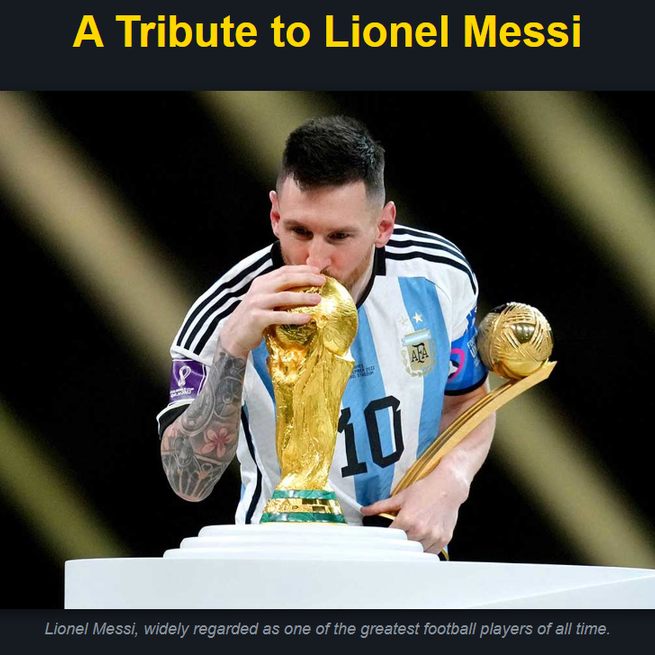 A Tribute to Lionel Messi
AFA
10
Lionel Messi, widely regarded as one of the greatest football players of all time.